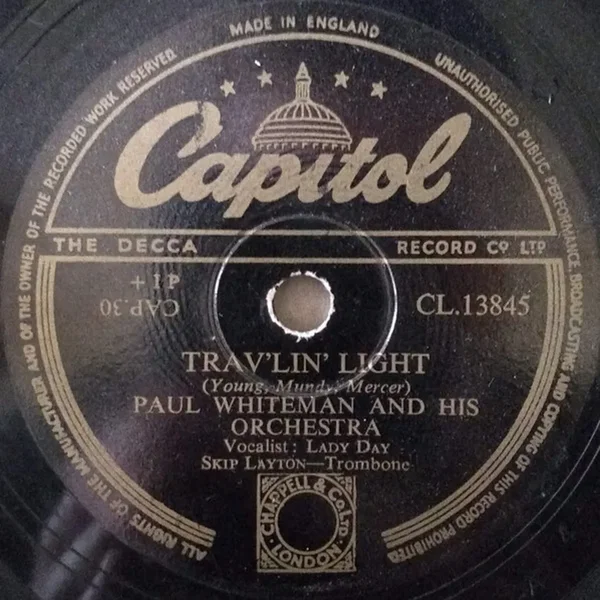 MADE IN ENGLAND
ALL RIGHTS OF THE MANUFACTURER AND OF THE OWNER OF THE RECORDED WORK RESERVED.
UNAUTHORISED PUBLIC PERFORMANCE, BROADCASTING AND COPYING OF THIS RECORD PROHIBITED
Capitol
THE DECCA RECORD Cº LTD
CAP.30
P1+
CL.13845
TRAV'LIN' LIGHT
(Young, Mundy, Mercer)
PAUL WHITEMAN AND HIS
ORCHESTRA
Vocalist: LADY DAY
SKIP LAYTON—Trombone
CHAPPELL & Co. LTD.
LONDON